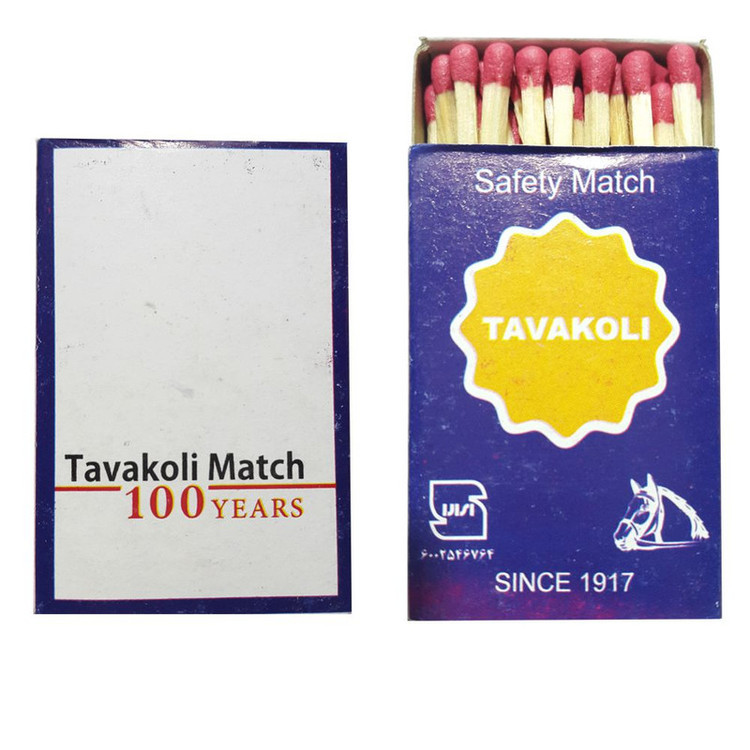 Tavakoli Match
100 YEARS
Safety Match
TAVAKOLI
۶۰۰۲۵۴۶۷۶۴
SINCE 1917